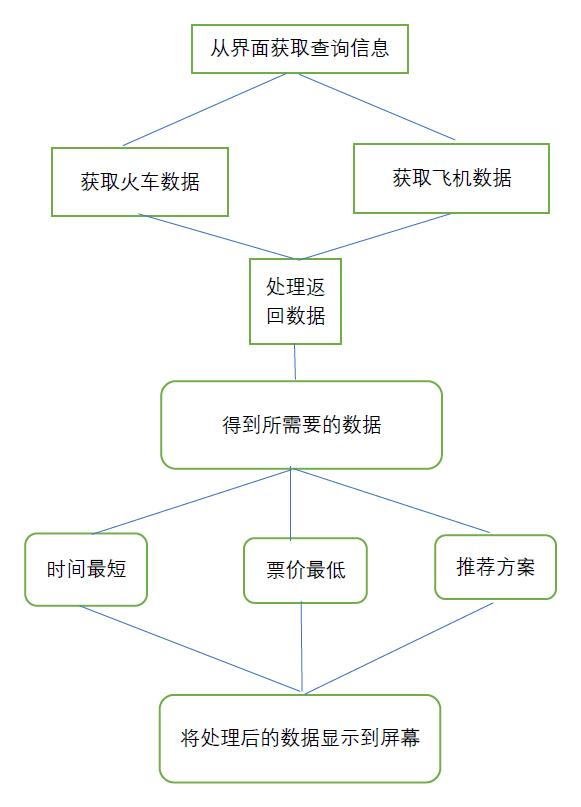 从界面获取查询信息
获取火车数据
获取飞机数据
处理返
回数据
得到所需要的数据
时间最短
票价最低
推荐方案
将处理后的数据显示到屏幕